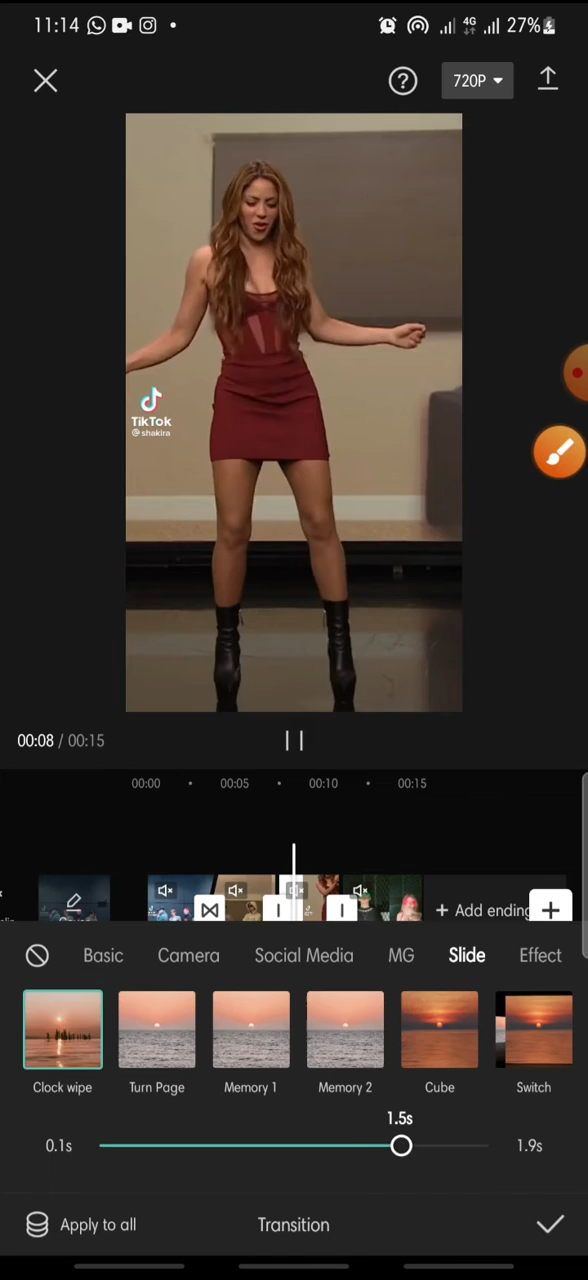 11:14
4G
27%
?
720P
TikTok
@shakira
00:08 / 00:15
00:00
00:05
00:10
00:15
+ Add ending
Basic
Camera
Social Media
MG
Slide
Effect
Clock wipe
Turn Page
Memory 1
Memory 2
Cube
Switch
1.5s
0.1s
1.9s
Apply to all
Transition